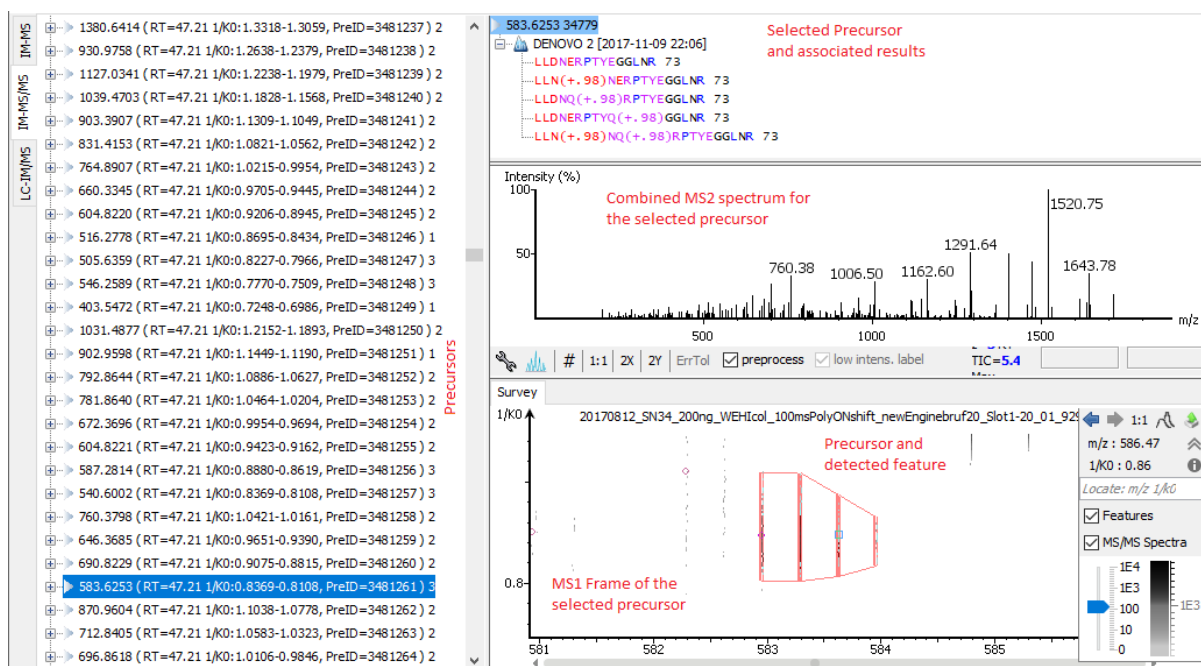 IM-MS
IM-MS/MS
LC-IM/MS
1380.6414 (RT=47.21 1/K0:1.3318-1.3059, PreID=3481237) 2
930.9758 (RT=47.21 1/K0:1.2638-1.2379, PreID=3481238) 2
1127.0341 (RT=47.21 1/K0:1.2238-1.1979, PreID=3481239) 2
1039.4703 (RT=47.21 1/K0:1.1828-1.1568, PreID=3481240) 2
903.3907 (RT=47.21 1/K0:1.1309-1.1049, PreID=3481241) 2
831.4153 (RT=47.21 1/K0:1.0821-1.0562, PreID=3481242) 2
764.8907 (RT=47.21 1/K0:1.0215-0.9954, PreID=3481243) 2
660.3345 (RT=47.21 1/K0:0.9705-0.9445, PreID=3481244) 2
604.8220 (RT=47.21 1/K0:0.9206-0.8945, PreID=3481245) 2
516.2778 (RT=47.21 1/K0:0.8695-0.8434, PreID=3481246) 1
505.6359 (RT=47.21 1/K0:0.8227-0.7966, PreID=3481247) 3
546.2589 (RT=47.21 1/K0:0.7770-0.7509, PreID=3481248) 3
403.5472 (RT=47.21 1/K0:0.7248-0.6986, PreID=3481249) 1
1031.4877 (RT=47.21 1/K0:1.2152-1.1893, PreID=3481250) 2
902.9598 (RT=47.21 1/K0:1.1449-1.1190, PreID=3481251) 1
792.8644 (RT=47.21 1/K0:1.0886-1.0627, PreID=3481252) 2
781.8640 (RT=47.21 1/K0:1.0464-1.0204, PreID=3481253) 2
672.3696 (RT=47.21 1/K0:0.9954-0.9694, PreID=3481254) 2
604.8221 (RT=47.21 1/K0:0.9423-0.9162, PreID=3481255) 2
587.2814 (RT=47.21 1/K0:0.8880-0.8619, PreID=3481256) 3
540.6002 (RT=47.21 1/K0:0.8369-0.8108, PreID=3481257) 3
760.3798 (RT=47.21 1/K0:1.0421-1.0161, PreID=3481258) 2
646.3685 (RT=47.21 1/K0:0.9651-0.9390, PreID=3481259) 2
690.8229 (RT=47.21 1/K0:0.9075-0.8815, PreID=3481260) 2
583.6253 (RT=47.21 1/K0:0.8369-0.8108, PreID=3481261) 3
870.9604 (RT=47.21 1/K0:1.1038-1.0778, PreID=3481262) 2
712.8405 (RT=47.21 1/K0:1.0583-1.0323, PreID=3481263) 2
696.8618 (RT=47.21 1/K0:1.0106-0.9846, PreID=3481264) 2
Precursors
583.6253 34779
DENOVO 2 [2017-11-09 22:06]
LLDNERPTYEGGLNR 73
LLN(+.98)NERPTYEGGLNR 73
LLDNQ(+.98)RPTYEGGLNR 73
LLDNERPTYQ(+.98)GGLNR 73
LLN(+.98)NQ(+.98)RPTYEGGLNR 73
Selected Precursor
and associated results
Intensity (%)
100
50
Combined MS2 spectrum for
the selected precursor
760.38
1006.50
1162.60
1291.64
1520.75
1643.78
500
1000
1500
m/z
# 1:1 2X 2Y ErrTol preprocess low intens. label
TIC=5.4
Survey
1/K0
20170812_SN34_200ng_WEHIcol_100msPolyONshift_newEnginebruf20_Slot1-20_01_929
Precursor and
detected feature
MS1 Frame of the
selected precursor
0.8
581
582
583
584
585
1:1
m/z : 586.47
1/K0 : 0.86
Locate: m/z 1/k0
Features
MS/MS Spectra
1E4
1E3
100
10
0
1E3